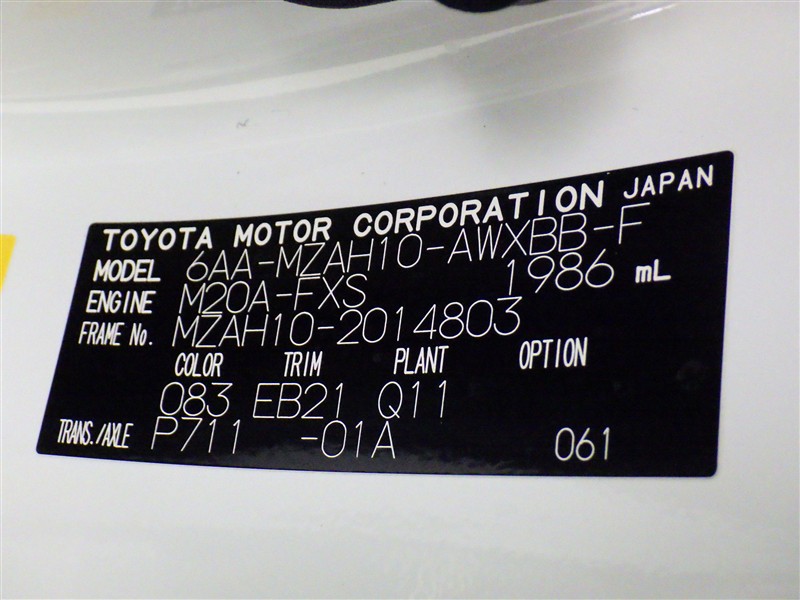 TOYOTA MOTOR CORPORATION JAPAN
MODEL 6AA-MZAH10-AWXBB-F
ENGINE M20A-FXS 1986 mL
FRAME No. MZAH10-2014803
COLOR TRIM PLANT OPTION
083 EB21 Q11
TRANS./AXLE P711 -01A 061